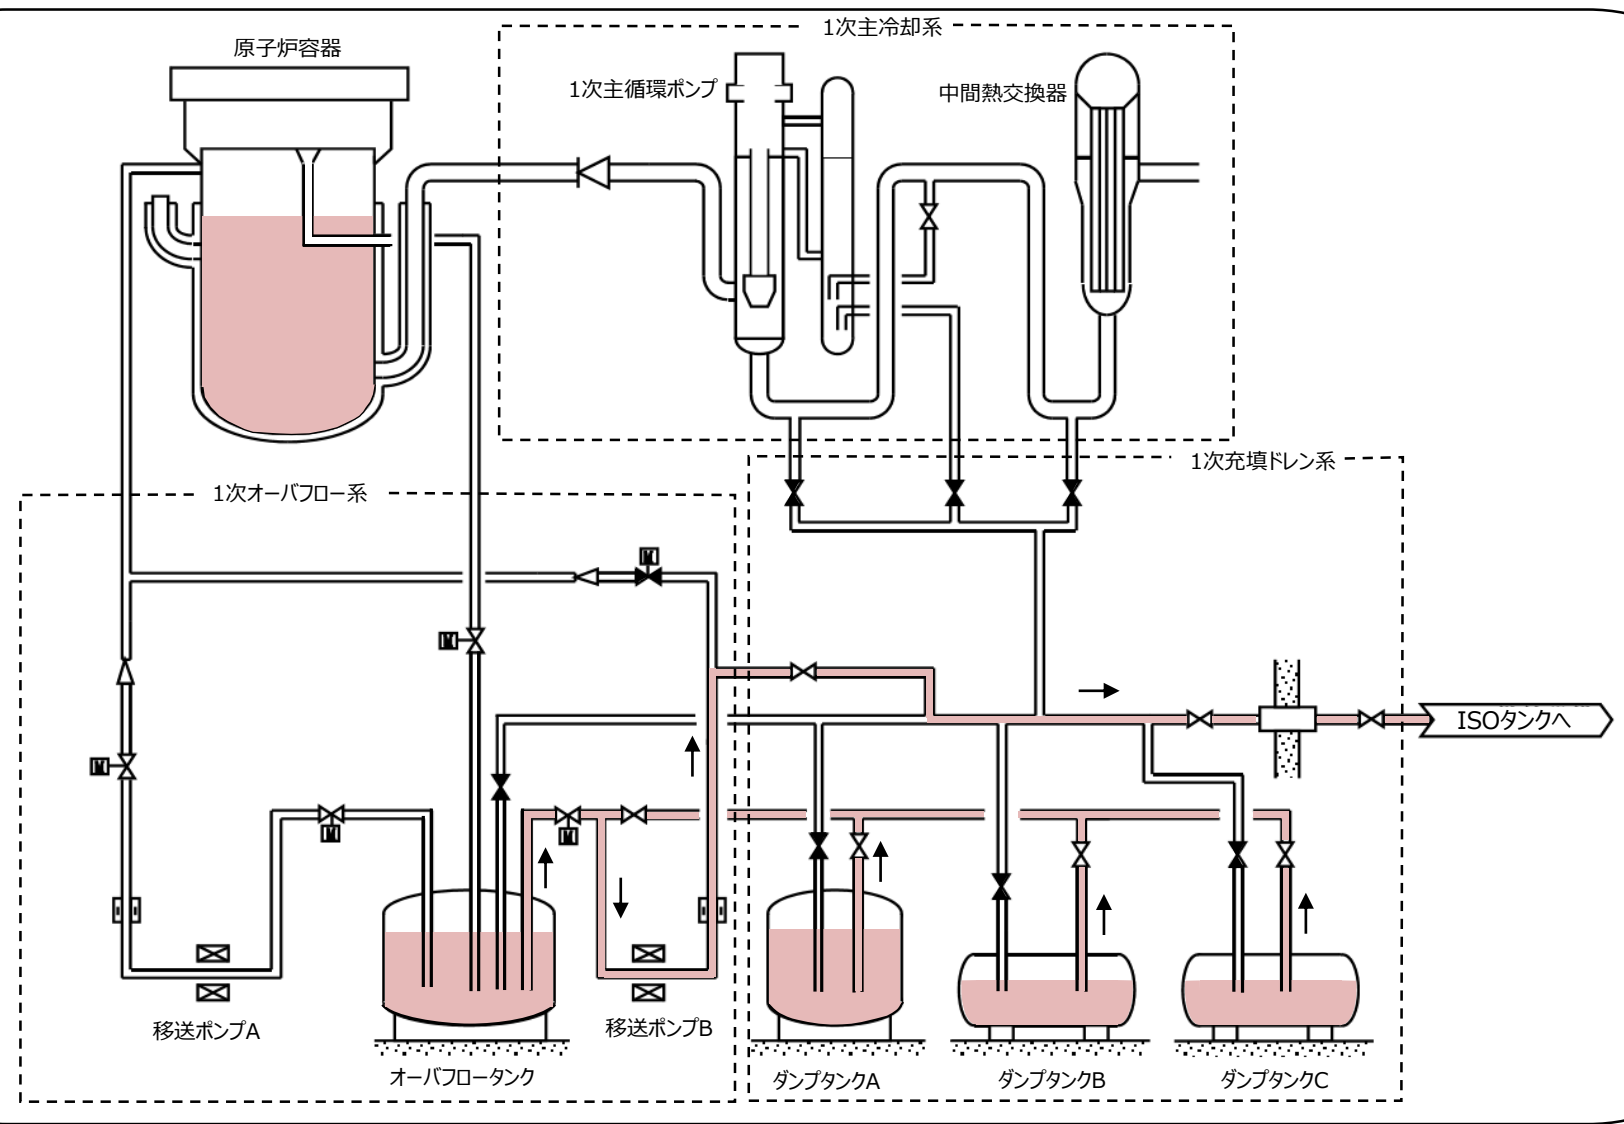 1次主冷却系
原子炉容器
1次主循環ポンプ
中間熱交換器
1次充填ドレン系
1次オーバフロー系
M
M
ISOタンクへ
M
M
M
移送ポンプA
移送ポンプB
オーバフロータンク
ダンプタンクA
ダンプタンクB
ダンプタンクC